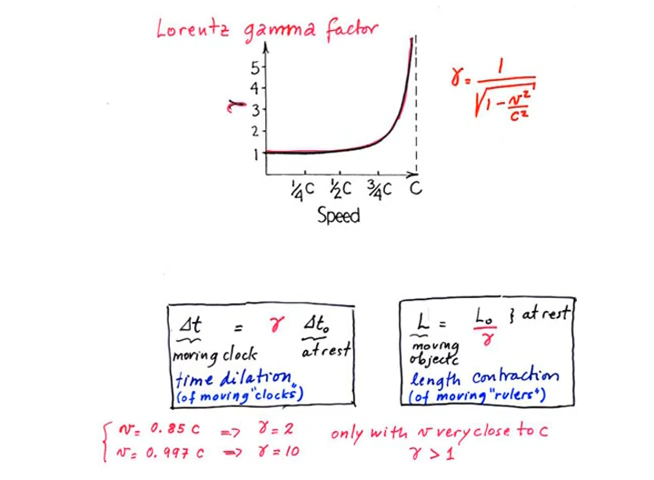 Lorentz gamma factor
5
4
3
2
1
γ
¼C ½C ¾C C
Speed
γ = 1 / √(1 - v²/c²)
Δt = γ Δt₀
moving clock at rest
time dilation
(of moving "clocks")
L = L₀/γ } at rest
moving
objectc
length contraction
(of moving "rulers")
v = 0.85 c => γ = 2
v = 0.997 c => γ = 10
only with v very close to c
γ > 1